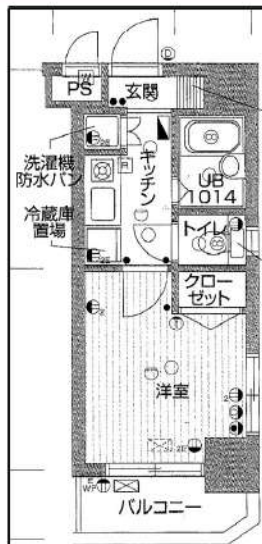 PS
玄関
洗濯機
防水パン
キッチン
UB
1014
冷蔵庫
置場
トイレ
クロー
ゼット
洋室
バルコニー